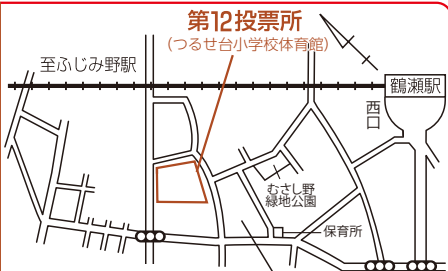 第12投票所
(つるせ台小学校体育館)
至ふじみ野駅
鶴瀬駅
西口
むさし野
緑地公園
保育所